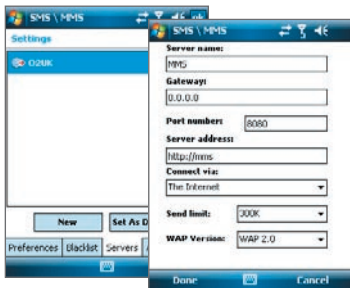 SMS \ MMS
ok
Settings
O2UK
New
Set As D
Preferences
Blacklist
Servers
SMS \ MMS
Server name:
MMS
Gateway:
0.0.0.0
Port number:
8080
Server address:
http://mms
Connect via:
The Internet
Send limit:
300K
WAP Version:
WAP 2.0
Done
Cancel